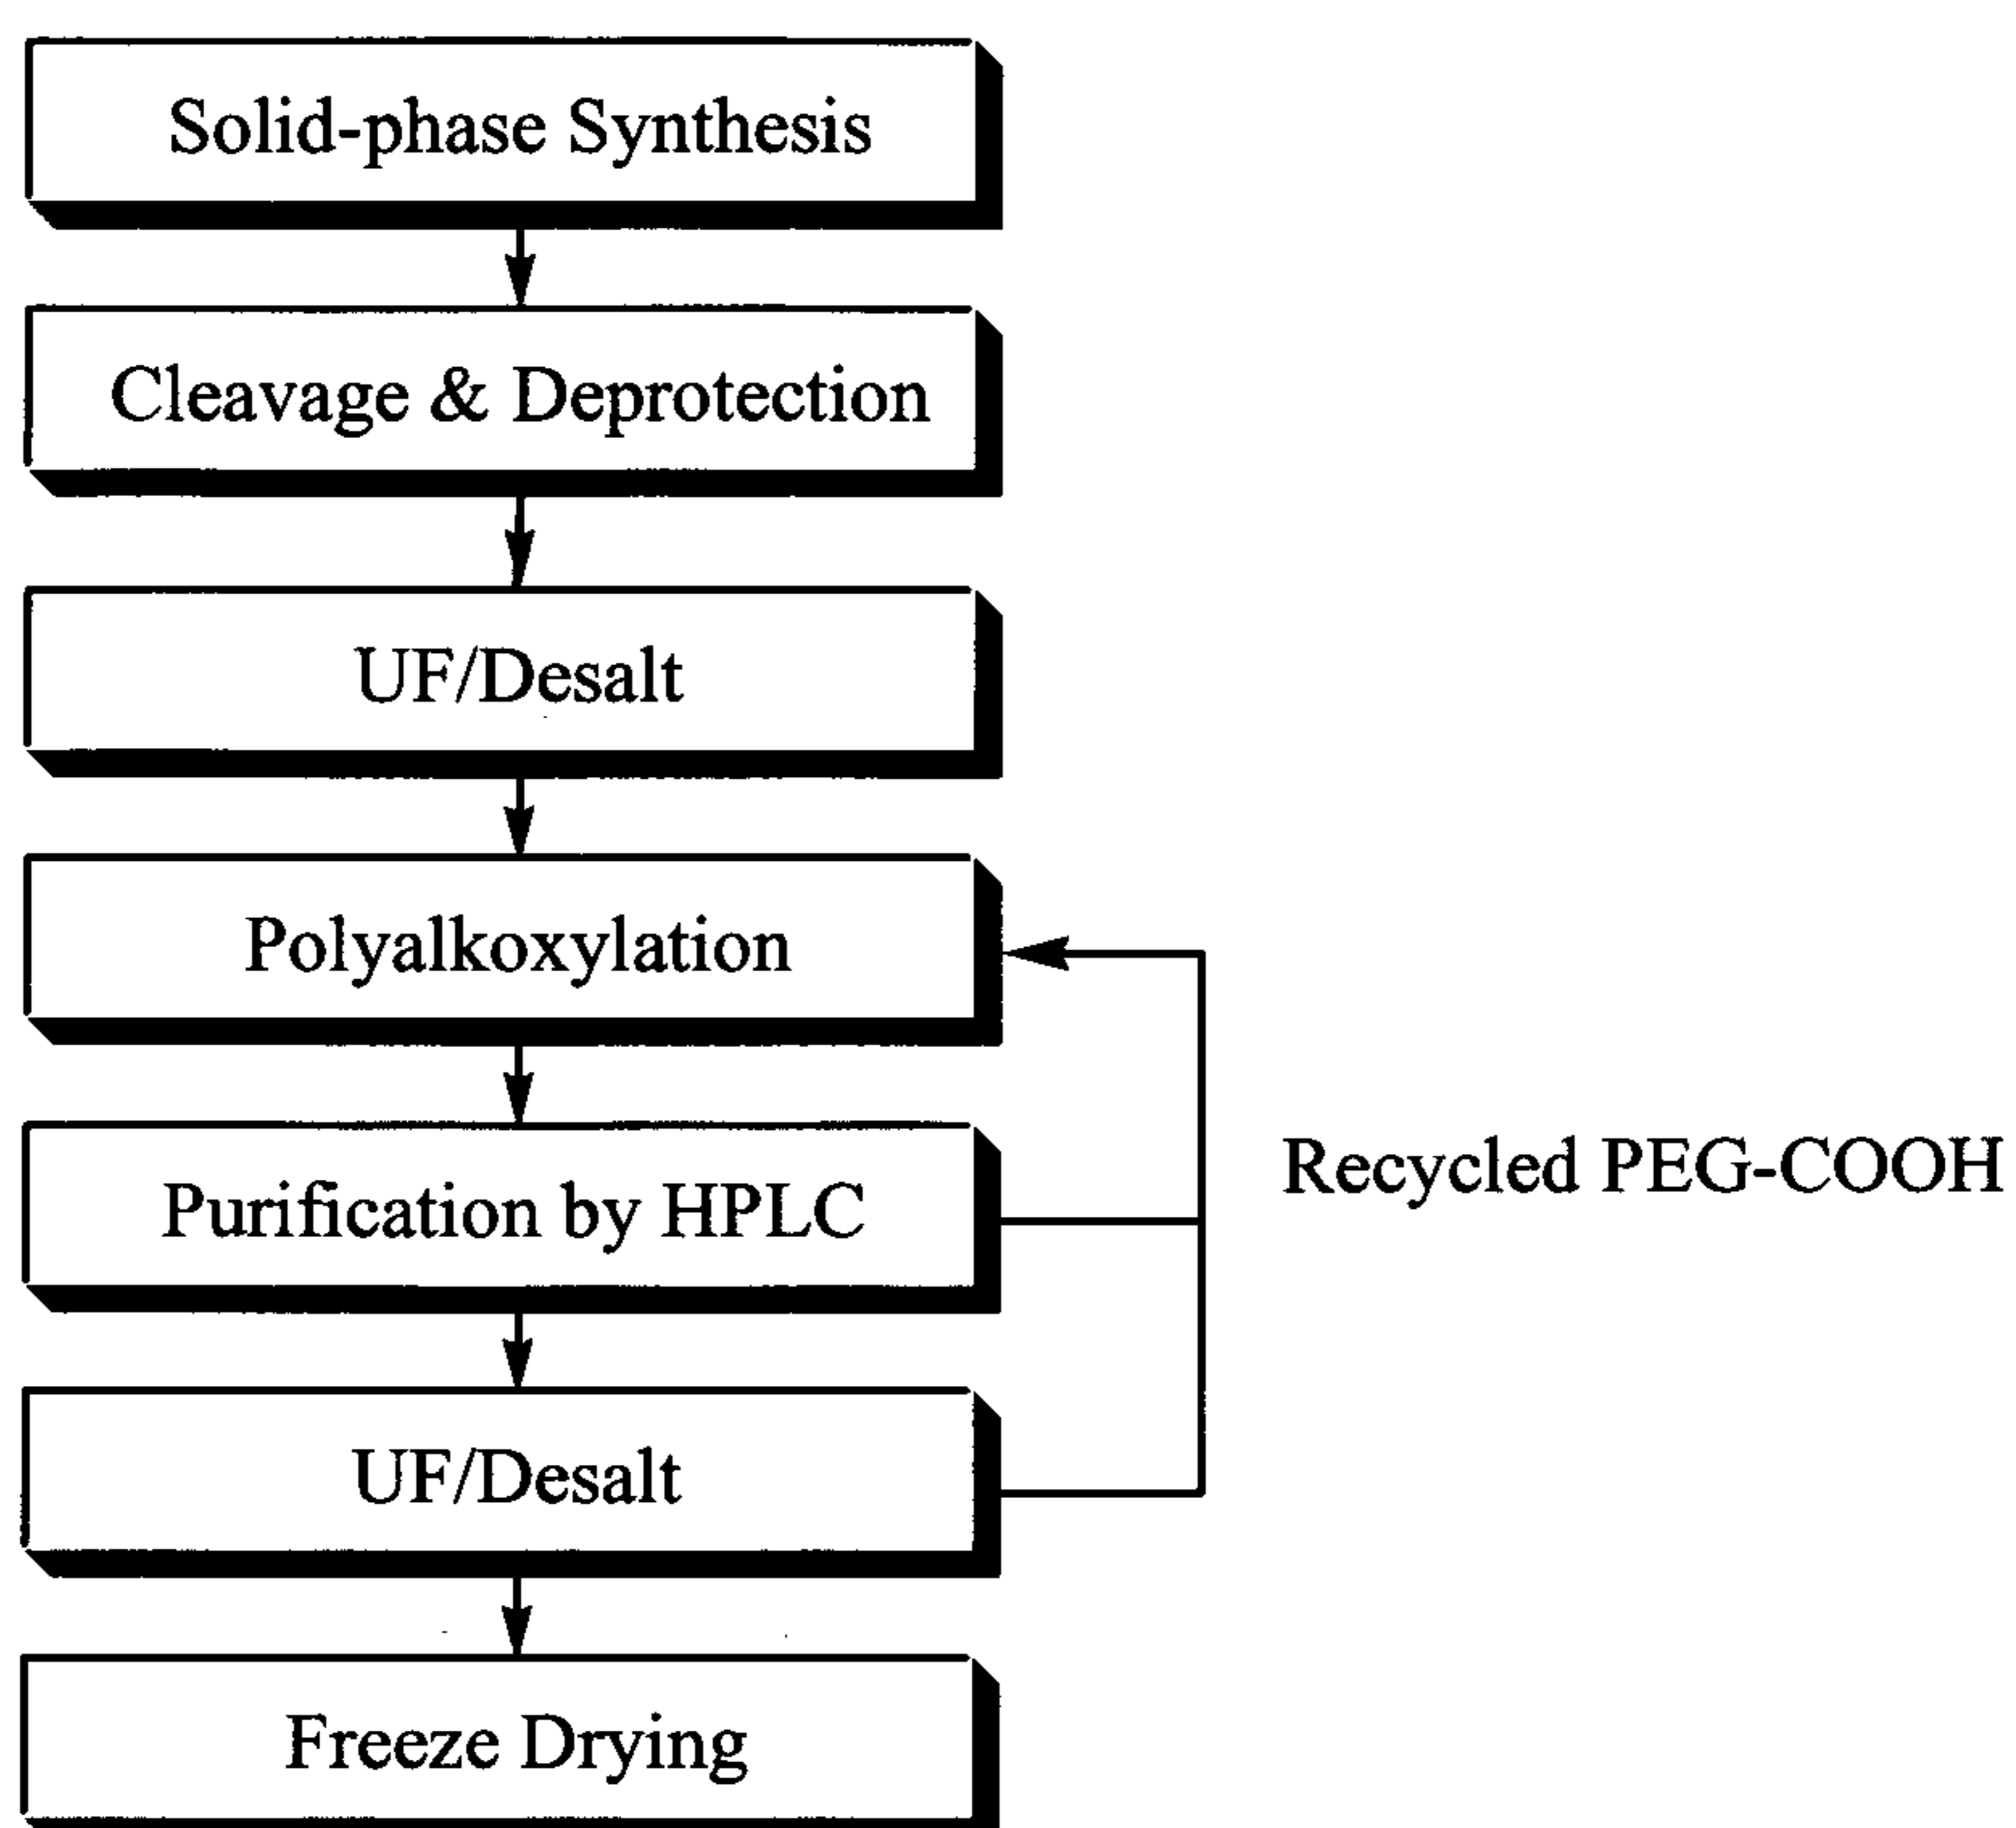 Solid-phase Synthesis
Cleavage & Deprotection
UF/Desalt
Polyalkoxylation
Purification by HPLC
Recycled PEG-COOH
UF/Desalt
Freeze Drying